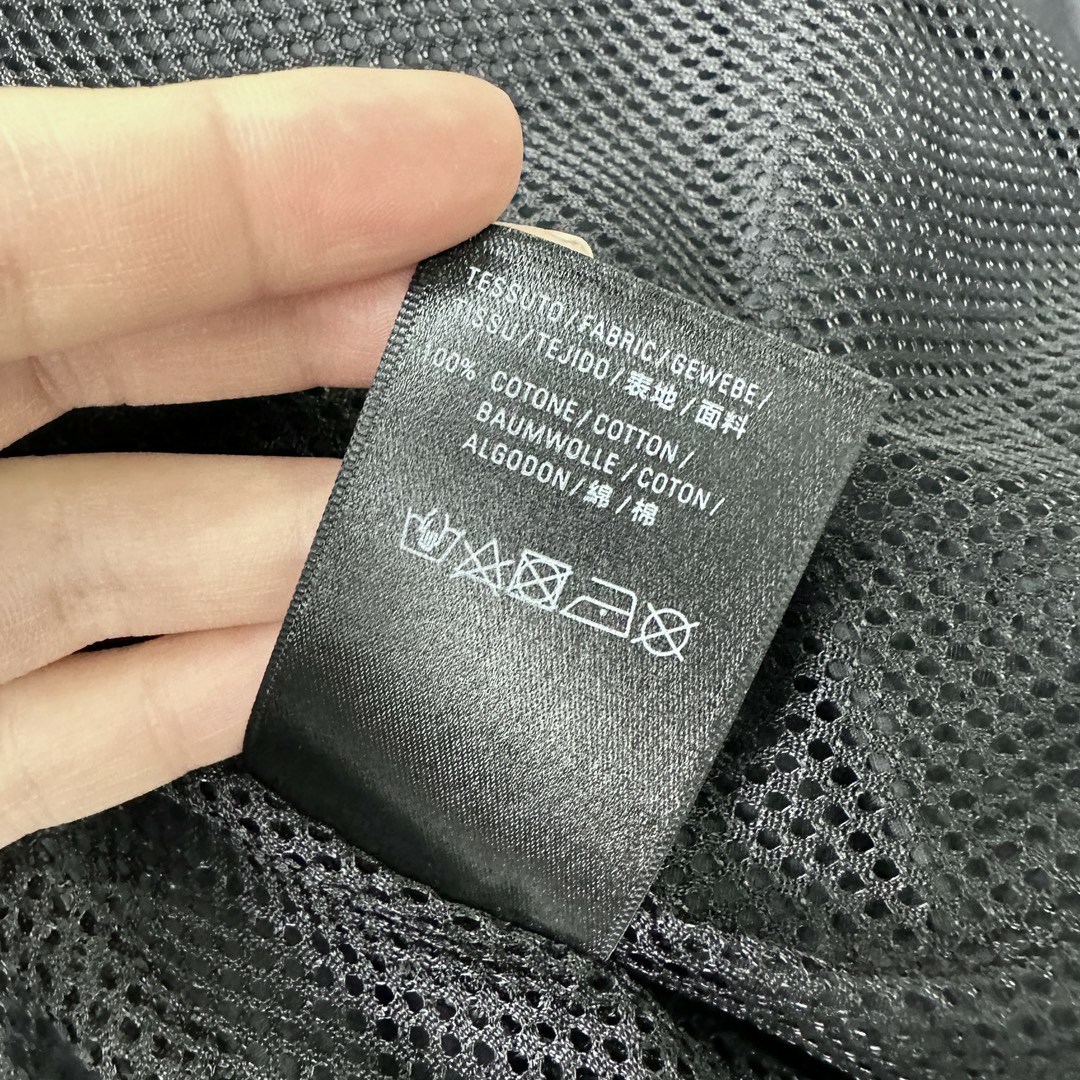 TESSUTO/FABRIC/GEWEBE/
TISSU/TEJIDO/表地/面料
100% COTONE/COTTON/
BAUMWOLLE/COTON/
ALGODON/綿/棉